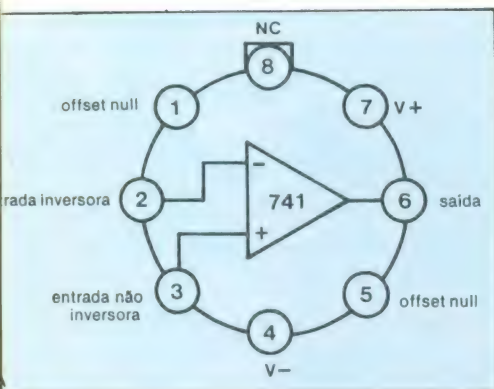 NC
8
offset null
1
7
V+
2
741
6
saída
entrada não
inversora
3
5
offset null
4
V−
inversora
−
+